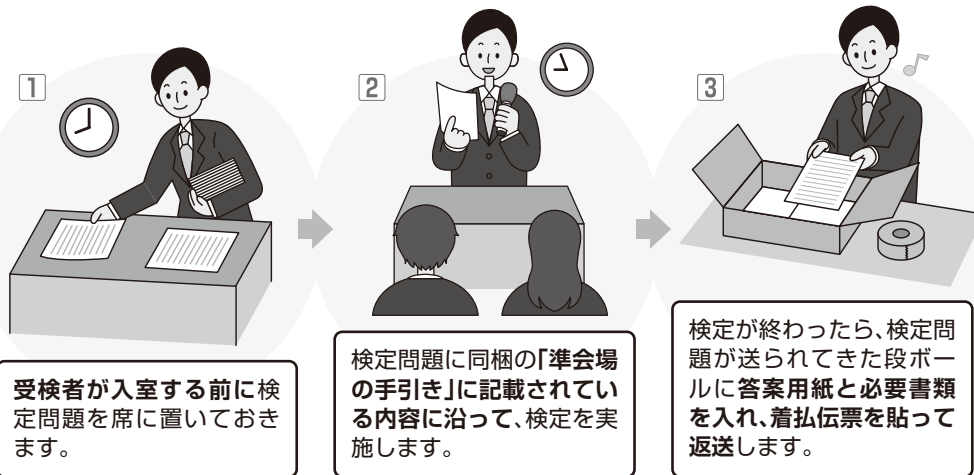 1
受検者が入室する前に検
定問題を席に置いておき
ます。
2
検定問題に同梱の「準会場
の手引き」に記載されてい
る内容に沿って、検定を実
施します。
3
検定が終わったら、検定問
題が送られてきた段ボー
ルに答案用紙と必要書類
を入れ、着払伝票を貼って
返送します。